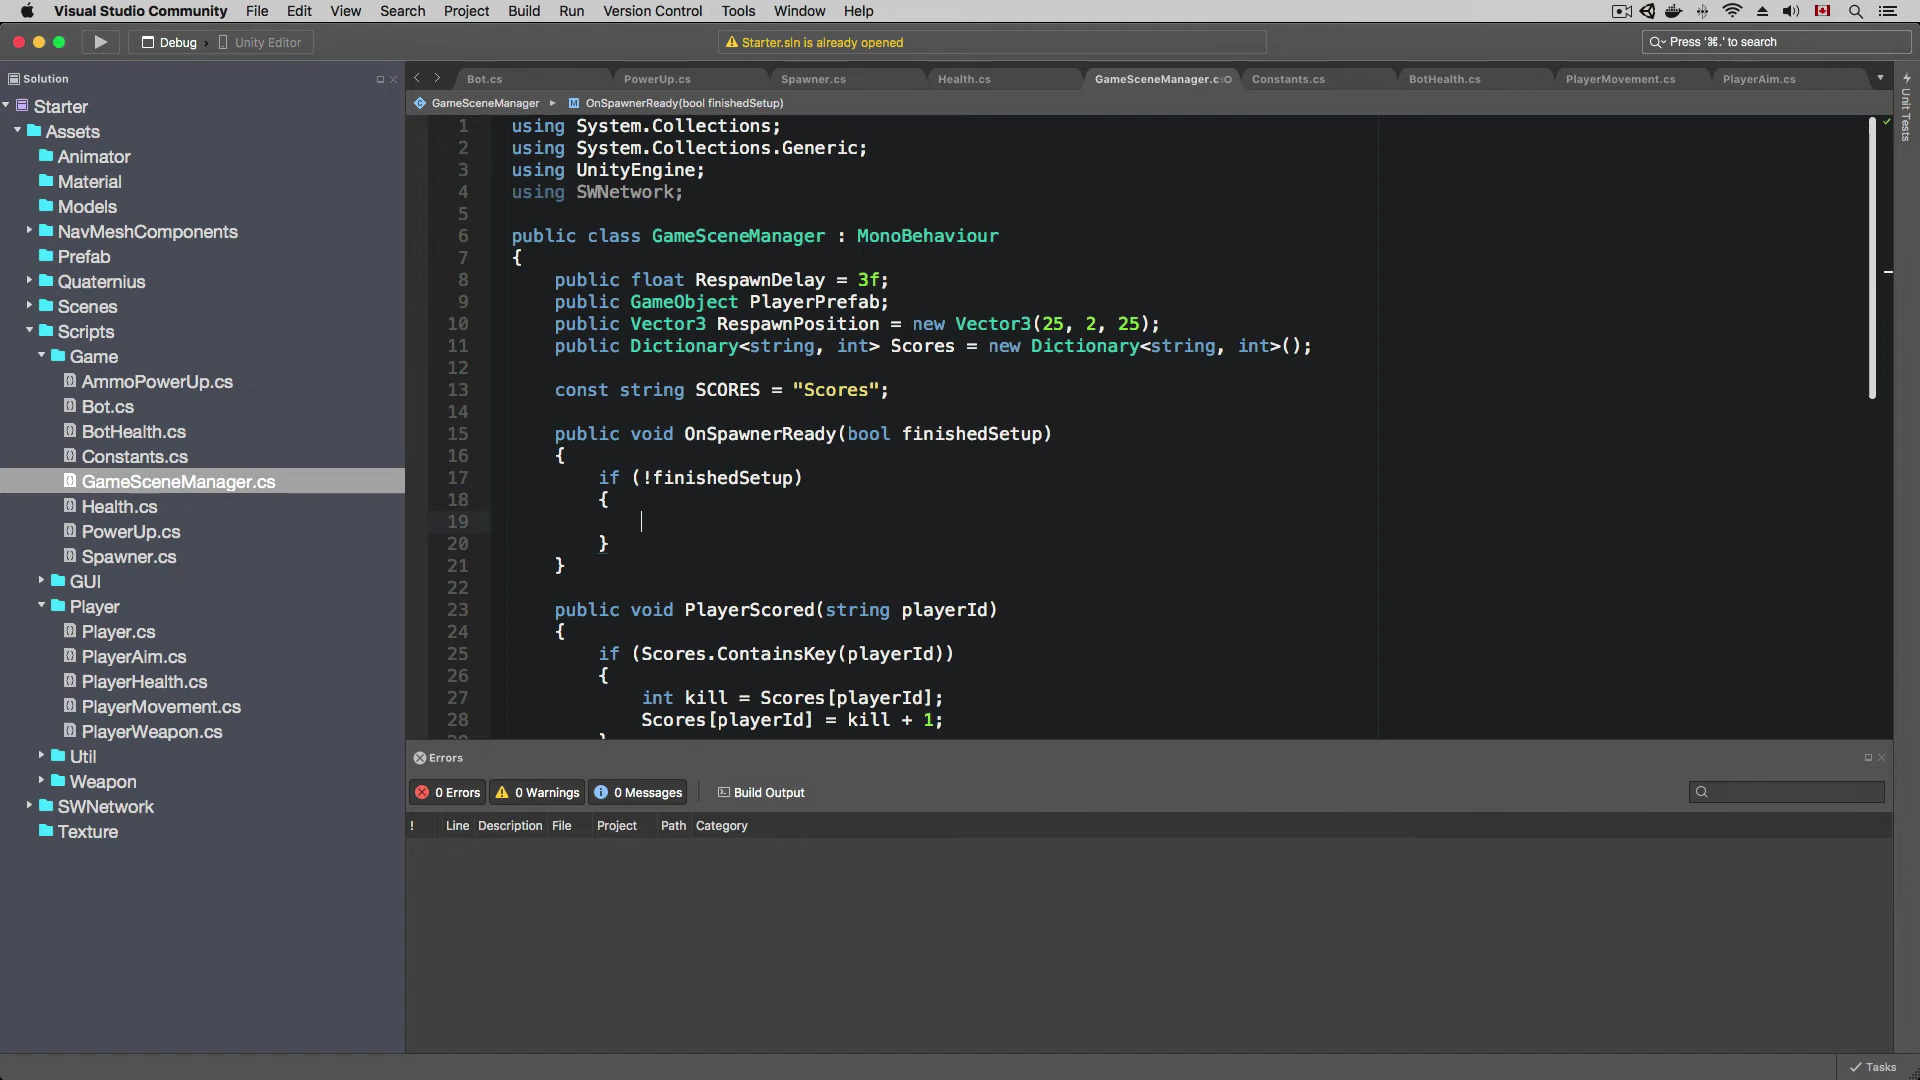 Visual Studio Community File Edit View Search Project Build Run Version Control Tools Window Help
Debug Unity Editor
Starter.sln is already opened
Press '⌘.' to search
Solution
Bot.cs PowerUp.cs Spawner.cs Health.cs GameSceneManager.cs Constants.cs BotHealth.cs PlayerMovement.cs PlayerAim.cs
GameSceneManager OnSpawnerReady(bool finishedSetup)
Unit Tests
Starter
Assets
Animator
Material
Models
NavMeshComponents
Prefab
Quaternius
Scenes
Scripts
Game
AmmoPowerUp.cs
Bot.cs
BotHealth.cs
Constants.cs
GameSceneManager.cs
Health.cs
PowerUp.cs
Spawner.cs
GUI
Player
Player.cs
PlayerAim.cs
PlayerHealth.cs
PlayerMovement.cs
PlayerWeapon.cs
Util
Weapon
SWNetwork
Texture
1 using System.Collections;
2 using System.Collections.Generic;
3 using UnityEngine;
4 using SWNetwork;
5
6 public class GameSceneManager : MonoBehaviour
7 {
8 public float RespawnDelay = 3f;
9 public GameObject PlayerPrefab;
10 public Vector3 RespawnPosition = new Vector3(25, 2, 25);
11 public Dictionary<string, int> Scores = new Dictionary<string, int>();
12
13 const string SCORES = "Scores";
14
15 public void OnSpawnerReady(bool finishedSetup)
16 {
17 if (!finishedSetup)
18 {
19
20 }
21 }
22
23 public void PlayerScored(string playerId)
24 {
25 if (Scores.ContainsKey(playerId))
26 {
27 int kill = Scores[playerId];
28 Scores[playerId] = kill + 1;
Errors
0 Errors 0 Warnings 0 Messages Build Output
! Line Description File Project Path Category
Tasks